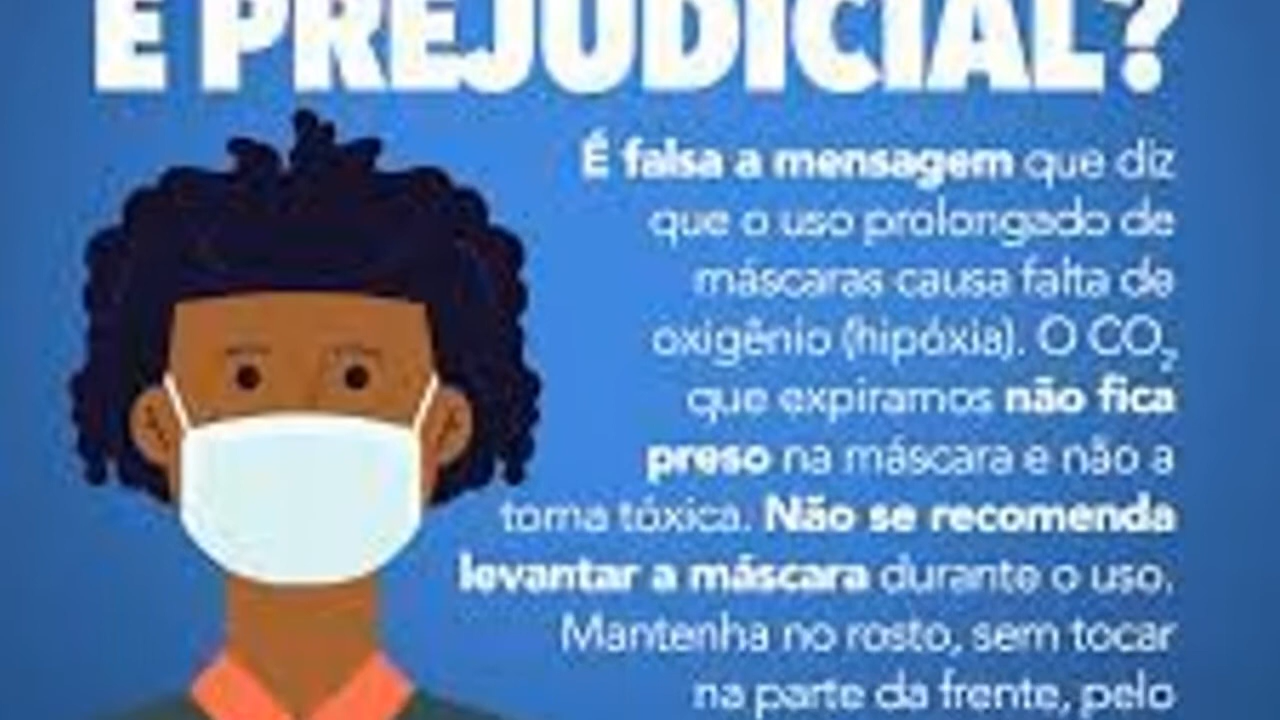 É PREJUDICIAL?
É falsa a mensagem que diz
que o uso prolongado de
máscaras causa falta de
oxigênio (hipóxia). O CO₂
que expiramos não fica
preso na máscara e não a
torna tóxica. Não se recomenda
levantar a máscara durante o uso.
Mantenha no rosto, sem tocar
na parte da frente, pelo